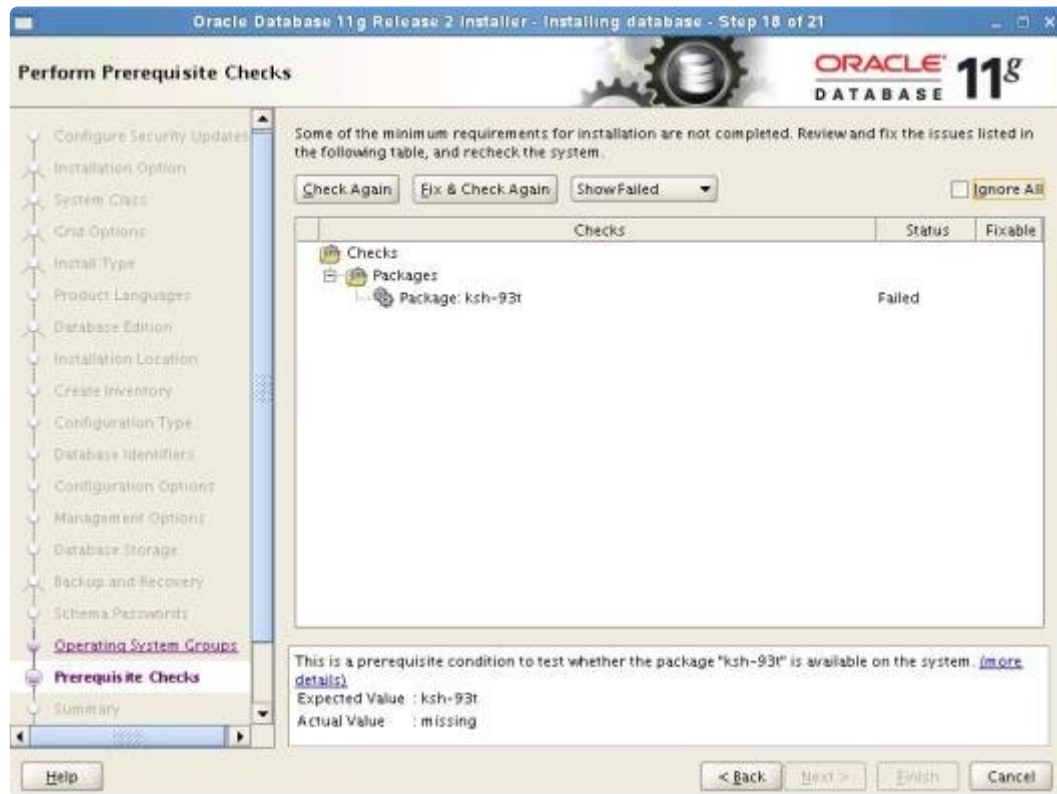 Oracle Database 11g Release 2 Installer - Installing database - Step 18 of 21
Perform Prerequisite Checks
ORACLE
DATABASE
11g
Configure Security Updates
Installation Option
System Class
Grid Options
Install Type
Product Languages
Database Edition
Installation Location
Create Inventory
Configuration Type
Database Identifiers
Configuration Options
Management Options
Database Storage
Backup and Recovery
Schema Passwords
Operating System Groups
Prerequisite Checks
Summary
Some of the minimum requirements for installation are not completed. Review and fix the issues listed in
the following table, and recheck the system.
Check Again Fix & Check Again Show Failed Ignore All
Checks Status Fixable
Checks
Packages
Package: ksh-93t Failed
This is a prerequisite condition to test whether the package "ksh-93t" is available on the system. (more
details)
Expected Value : ksh-93t
Actual Value : missing
Help < Back Next > Finish Cancel